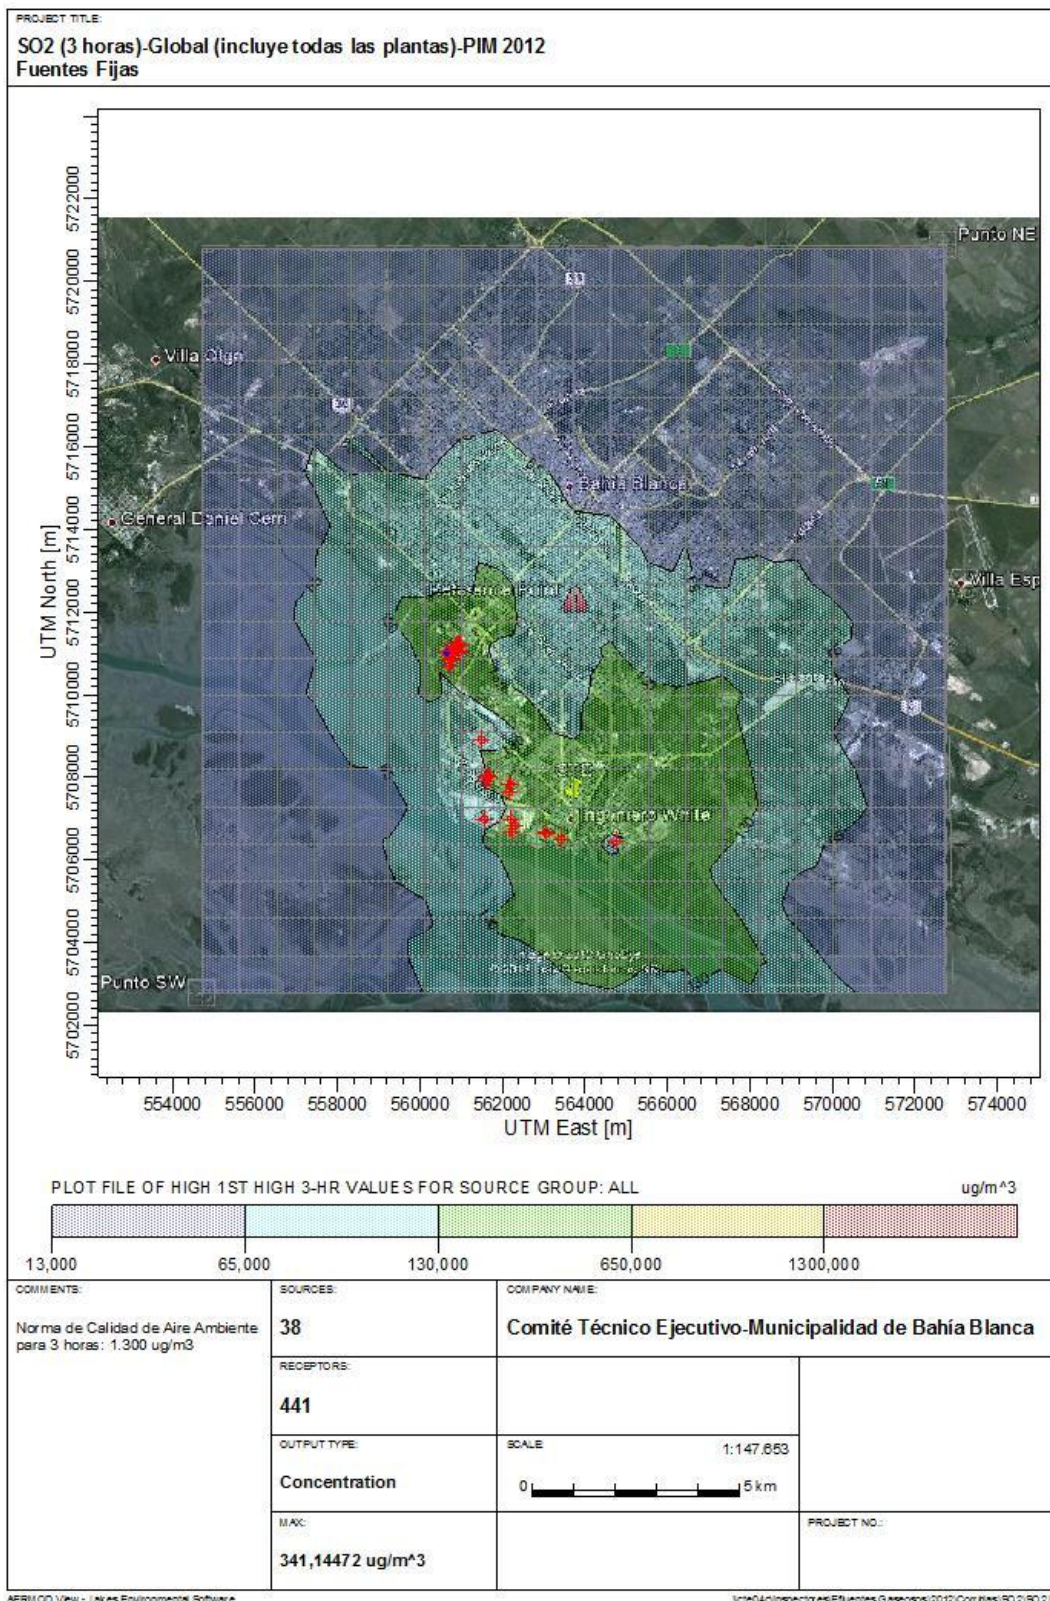 PROJECT TITLE:
SO2 (3 horas)-Global (incluye todas las plantas)-PIM 2012
Fuentes Fijas
UTM North [m]
5722000
5720000
5718000
5716000
5714000
5712000
5710000
5708000
5706000
5704000
5702000
Punto NE
Villa Olga
Bahia Blanca
General Daniel Cerri
Villa Esp
Reference Point
Ingeniero White
Punto SW
554000 556000 558000 560000 562000 564000 566000 568000 570000 572000 574000
UTM East [m]
PLOT FILE OF HIGH 1ST HIGH 3-HR VALUES FOR SOURCE GROUP: ALL
ug/m^3
13,000 65,000 130,000 650,000 1300,000
COMMENTS:
Norma de Calidad de Aire Ambiente
para 3 horas: 1.300 ug/m3
SOURCES:
38
COMPANY NAME:
Comité Técnico Ejecutivo-Municipalidad de Bahía Blanca
RECEPTORS:
441
OUTPUT TYPE:
Concentration
SCALE:
1:147.653
0 5 km
MAX:
341,14472 ug/m^3
PROJECT NO.:
AERMOD View - Lakes Environmental Software